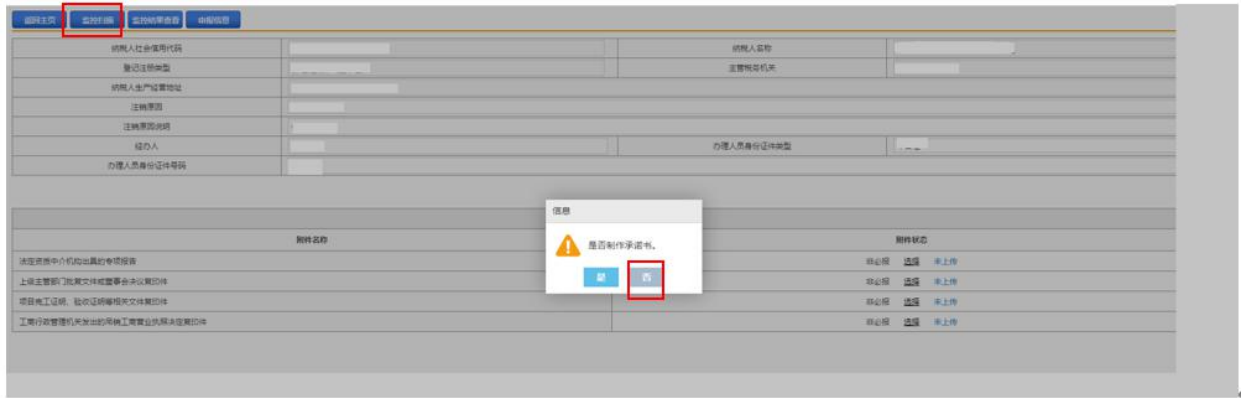 返回主页 监控扫描 监控结果查看 申报信息
纳税人社会信用代码 纳税人名称
登记注册类型 主管税务机关
纳税人生产经营地址
注销原因
注销原因说明
经办人 办理人员身份证件类型
办理人员身份证件号码
信息
附件名称 附件状态
是否制作承诺书。
法定资质中介机构出具的专项报告 非必报 选择 未上传
是 否
上级主管部门批复文件或董事会决议复印件 非必报 选择 未上传
项目完工证明、验收证明等相关文件复印件 非必报 选择 未上传
工商行政管理机关发出的吊销工商营业执照决定复印件 非必报 选择 未上传